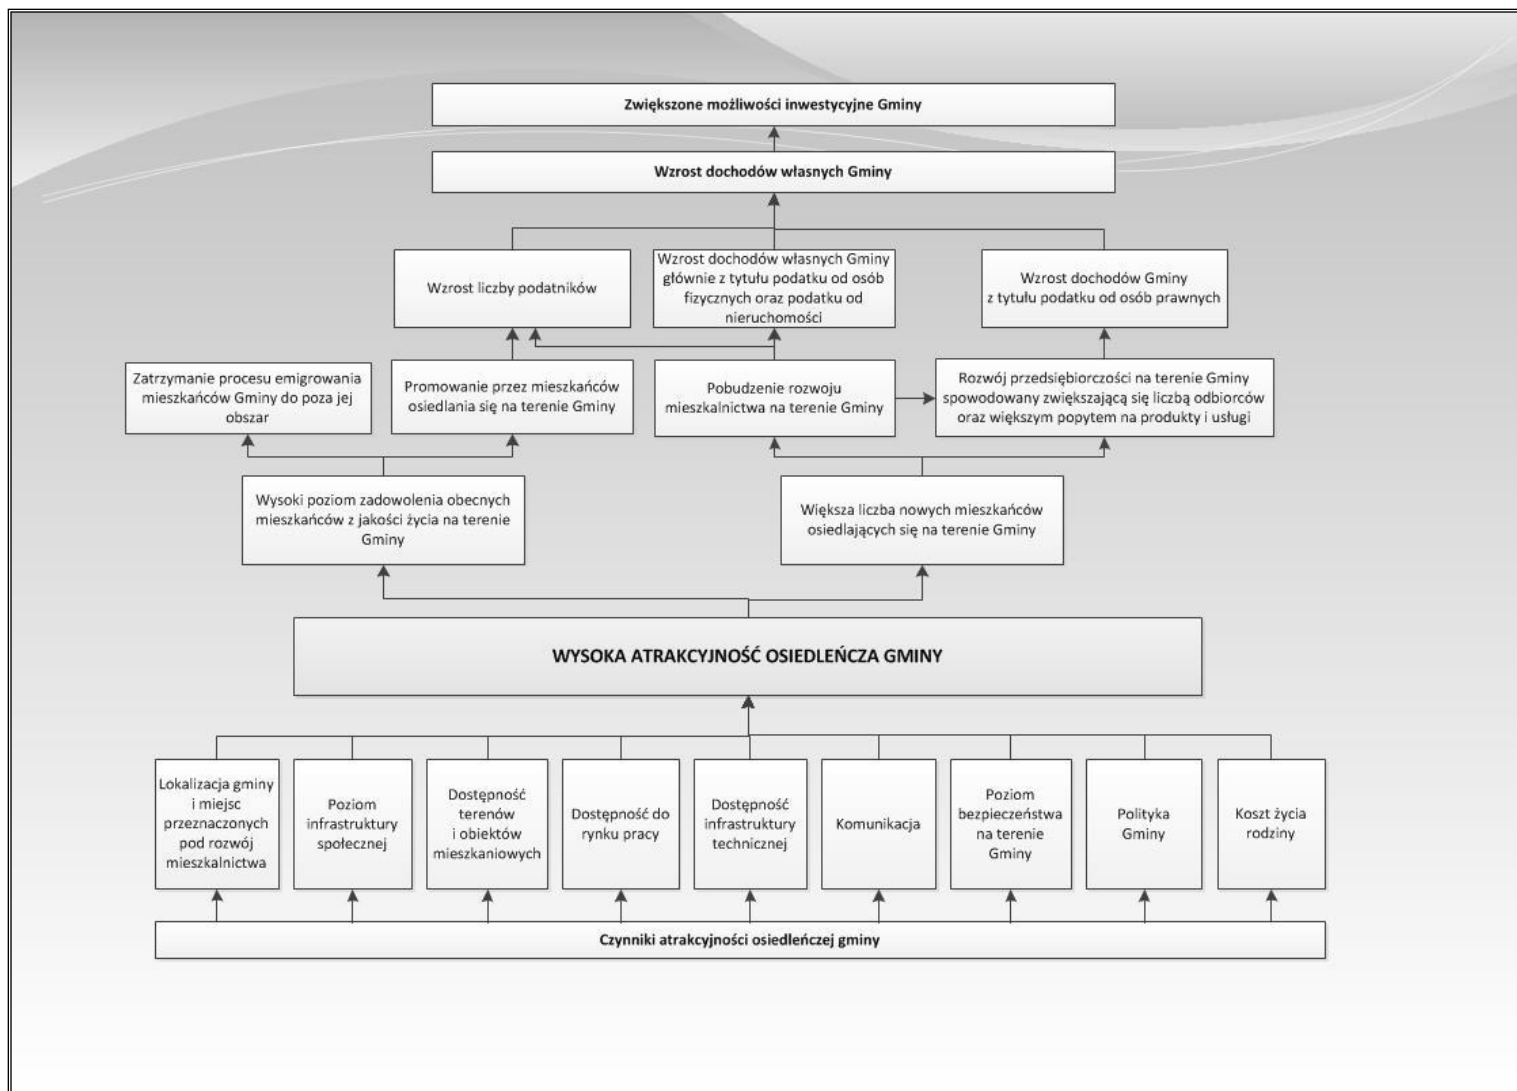 Zwiększone możliwości inwestycyjne Gminy
Wzrost dochodów własnych Gminy
Wzrost liczby podatników
Wzrost dochodów własnych Gminy
głównie z tytułu podatku od osób
fizycznych oraz podatku od
nieruchomości
Wzrost dochodów Gminy
z tytułu podatku od osób prawnych
Zatrzymanie procesu emigrowania
mieszkańców Gminy do poza jej
obszar
Promowanie przez mieszkańców
osiedlania się na terenie Gminy
Pobudzenie rozwoju
mieszkalnictwa na terenie Gminy
Rozwój przedsiębiorczości na terenie Gminy
spowodowany zwiększającą się liczbą odbiorców
oraz większym popytem na produkty i usługi
Wysoki poziom zadowolenia obecnych
mieszkańców z jakości życia na terenie
Gminy
Większa liczba nowych mieszkańców
osiedlających się na terenie Gminy
WYSOKA ATRAKCYJNOŚĆ OSIEDLEŃCZA GMINY
Lokalizacja gminy
i miejsc
przeznaczonych
pod rozwój
mieszkalnictwa
Poziom
infrastruktury
społecznej
Dostępność
terenów
i obiektów
mieszkaniowych
Dostępność do
rynku pracy
Dostępność
infrastruktury
technicznej
Komunikacja
Poziom
bezpieczeństwa
na terenie
Gminy
Polityka
Gminy
Koszt życia
rodziny
Czynniki atrakcyjności osiedleńczej gminy